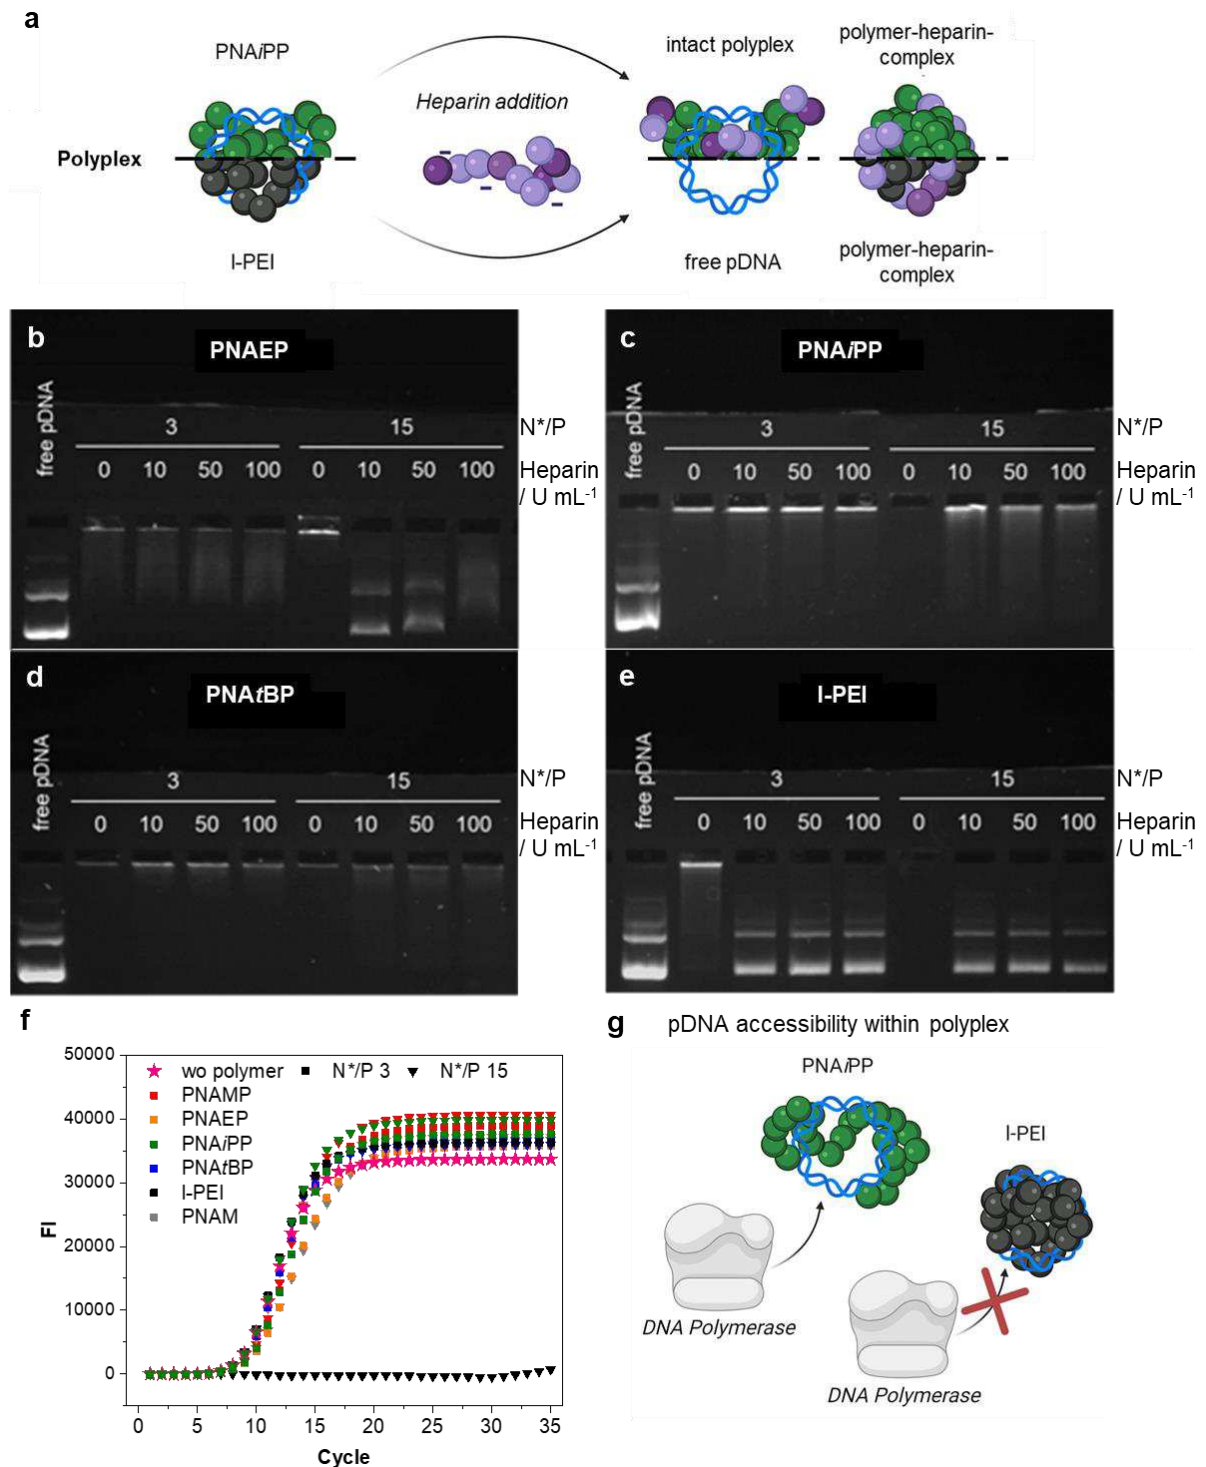 a
PNAiPP
Polyplex
l-PEI
Heparin addition
intact polyplex
polymer-heparin-
complex
free pDNA
polymer-heparin-
complex
b
PNAEP
free pDNA
3
15
N*/P
0 10 50 100 0 10 50 100
Heparin
/ U mL-1
c
PNAiPP
free pDNA
3
15
N*/P
0 10 50 100 0 10 50 100
Heparin
/ U mL-1
d
PNAtBP
free pDNA
3
15
N*/P
0 10 50 100 0 10 50 100
Heparin
/ U mL-1
e
l-PEI
free pDNA
3
15
N*/P
0 10 50 100 0 10 50 100
Heparin
/ U mL-1
f
wo polymer N*/P 3 N*/P 15
PNAMP
PNAEP
PNAiPP
PNAtBP
l-PEI
PNAM
50000
40000
30000
20000
10000
0
FI
0 5 10 15 20 25 30 35
Cycle
g
pDNA accessibility within polyplex
PNAiPP
l-PEI
DNA Polymerase
DNA Polymerase